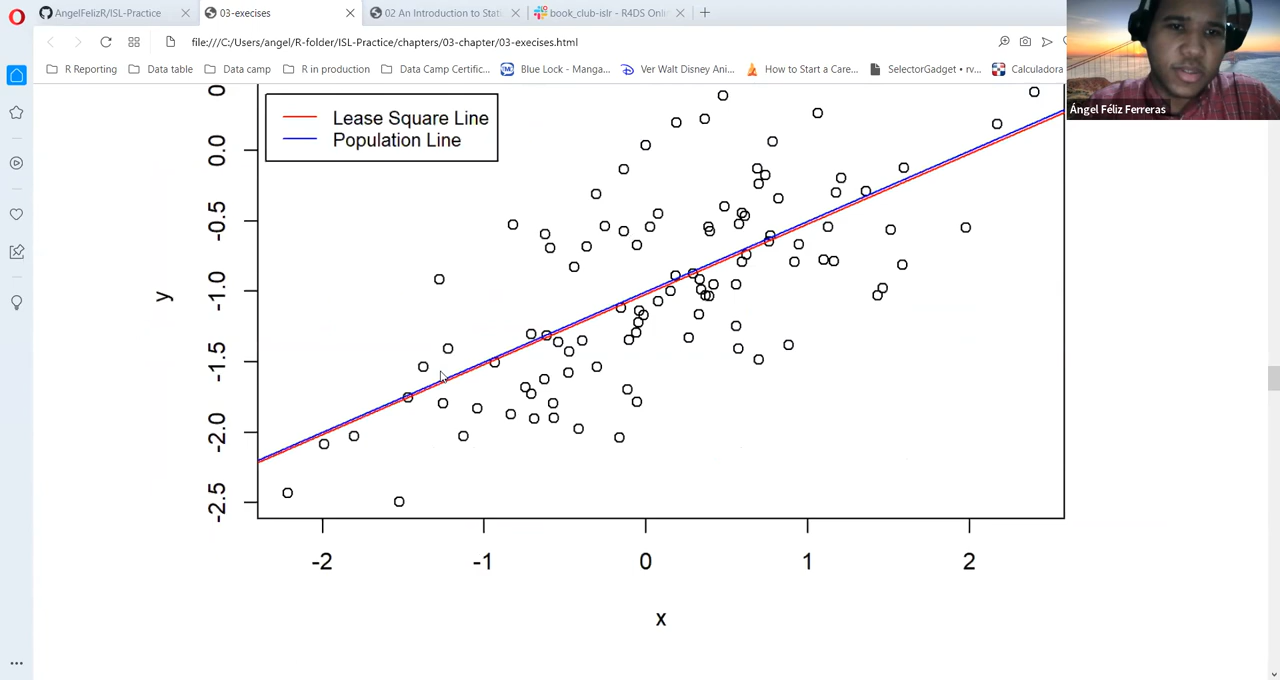 AngelFelizR/ISL-Practice
03-execises
02 An Introduction to Stat
book_club-islr - R4DS Onlin
file:///C:/Users/angel/R-folder/ISL-Practice/chapters/03-chapter/03-execises.html
R Reporting
Data table
Data camp
R in production
Data Camp Certific...
Blue Lock - Manga...
Ver Walt Disney Ani...
How to Start a Care...
SelectorGadget • rv...
Calculadora
Ángel Féliz Ferreras
Lease Square Line
Population Line
0.0
-0.5
-1.0
-1.5
-2.0
-2.5
y
-2 -1 0 1 2
x